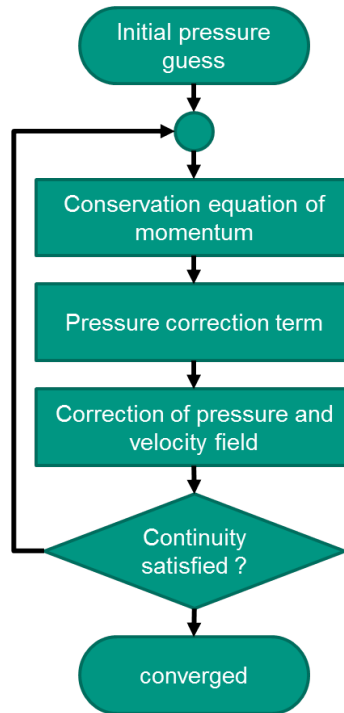 Initial pressure
guess
Conservation equation of
momentum
Pressure correction term
Correction of pressure and
velocity field
Continuity
satisfied ?
converged